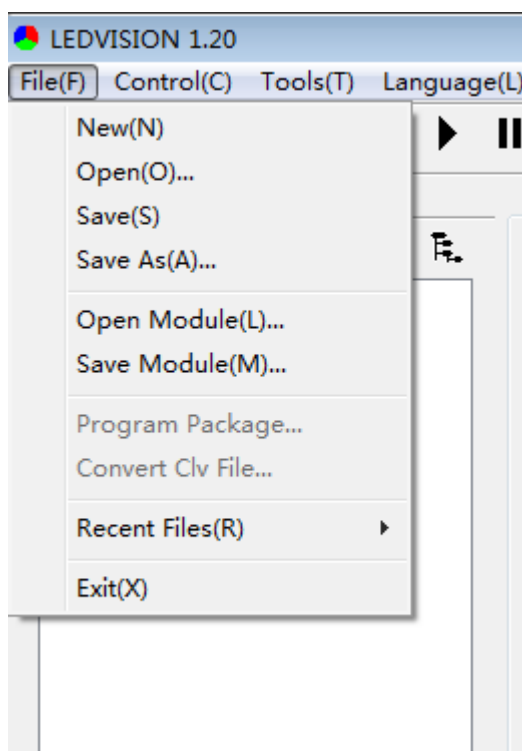 LEDVISION 1.20
File(F) Control(C) Tools(T) Language(L)
New(N)
Open(O)...
Save(S)
Save As(A)...
Open Module(L)...
Save Module(M)...
Program Package...
Convert Clv File...
Recent Files(R)
Exit(X)